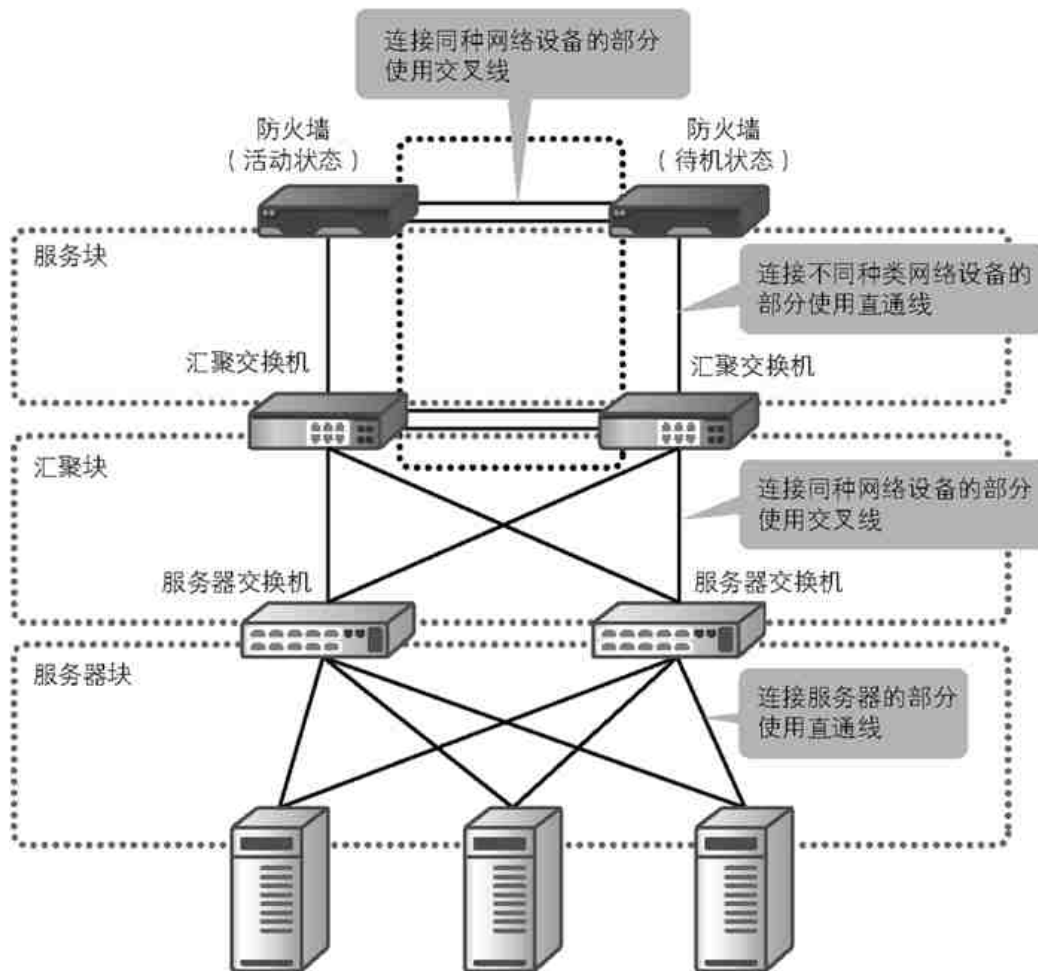 连接同种网络设备的部分
使用交叉线
防火墙
（活动状态）
防火墙
（待机状态）
服务块
连接不同种类网络设备的
部分使用直通线
汇聚交换机
汇聚交换机
汇聚块
连接同种网络设备的部分
使用交叉线
服务器交换机
服务器交换机
服务器块
连接服务器的部分
使用直通线